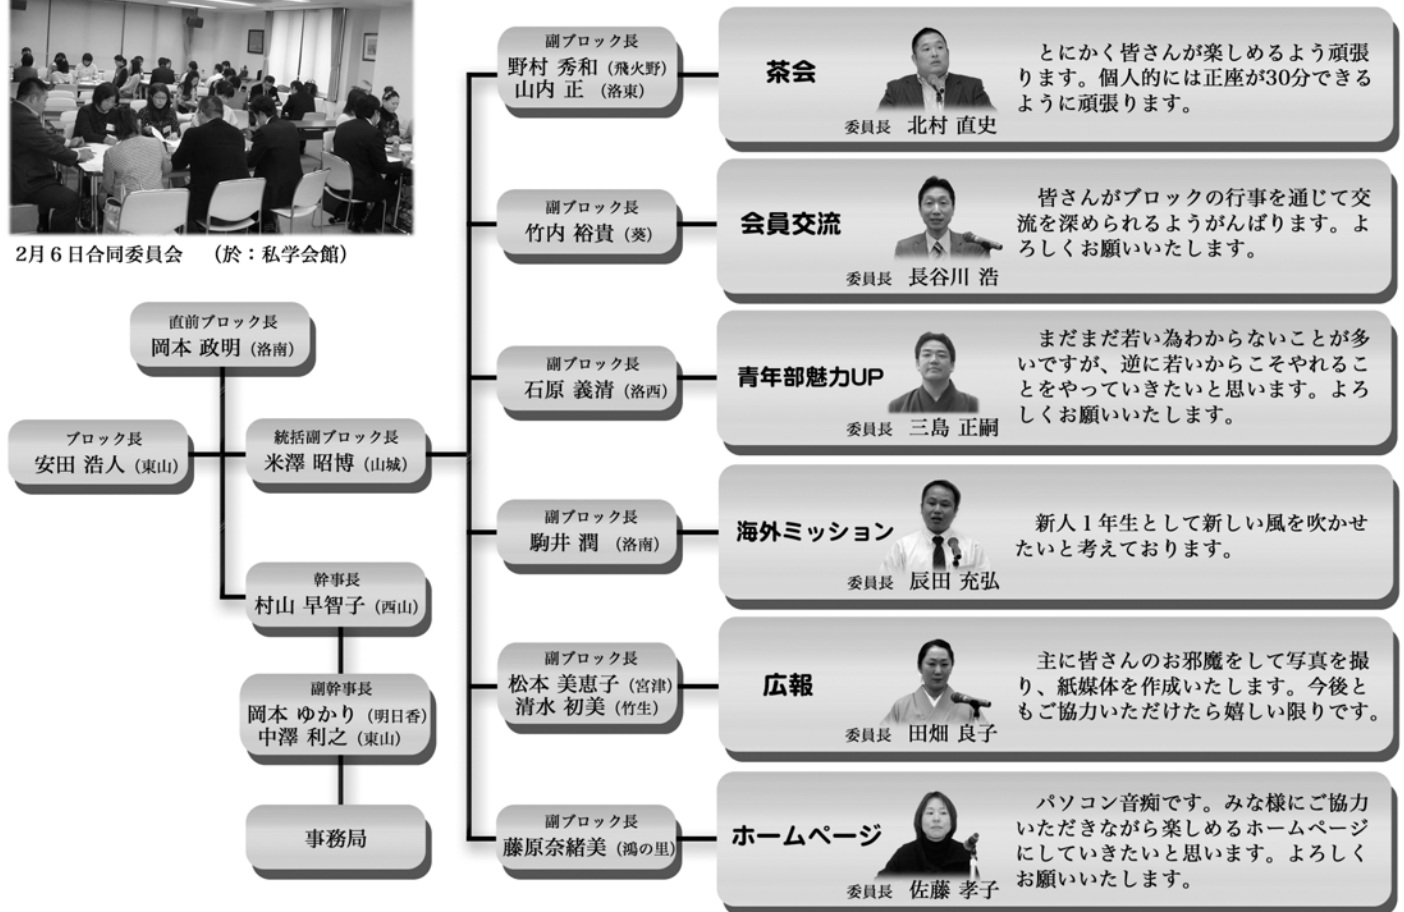 2月6日合同委員会 （於：私学会館）
直前ブロック長
岡本 政明（洛南）
ブロック長
安田 浩人（東山）
統括副ブロック長
米澤 昭博（山城）
幹事長
村山 早智子（西山）
副幹事長
岡本 ゆかり（明日香）
中澤 利之（東山）
事務局
副ブロック長
野村 秀和（飛火野）
山内 正 （洛東）
茶会
委員長 北村 直史
とにかく皆さんが楽しめるよう頑張
ります。個人的には正座が30分できる
ように頑張ります。
副ブロック長
竹内 裕貴（葵）
会員交流
委員長 長谷川 浩
皆さんがブロックの行事を通じて交
流を深められるようがんばります。よ
ろしくお願いいたします。
副ブロック長
石原 義清（洛西）
青年部魅力UP
委員長 三島 正嗣
まだまだ若い為わからないことが多
いですが、逆に若いからこそやれるこ
とをやっていきたいと思います。よろ
しくお願いいたします。
副ブロック長
駒井 潤 （洛南）
海外ミッション
委員長 辰田 充弘
新人１年生として新しい風を吹かせ
たいと考えております。
副ブロック長
松本 美恵子（宮津）
清水 初美（竹生）
広報
委員長 田畑 良子
主に皆さんのお邪魔をして写真を撮
り、紙媒体を作成いたします。今後と
もご協力いただけたら嬉しい限りです。
副ブロック長
藤原奈緒美（鴻の里）
ホームページ
委員長 佐藤 孝子
パソコン音痴です。みな様にご協力
いただきながら楽しめるホームページ
にしていきたいと思います。よろしく
お願いいたします。